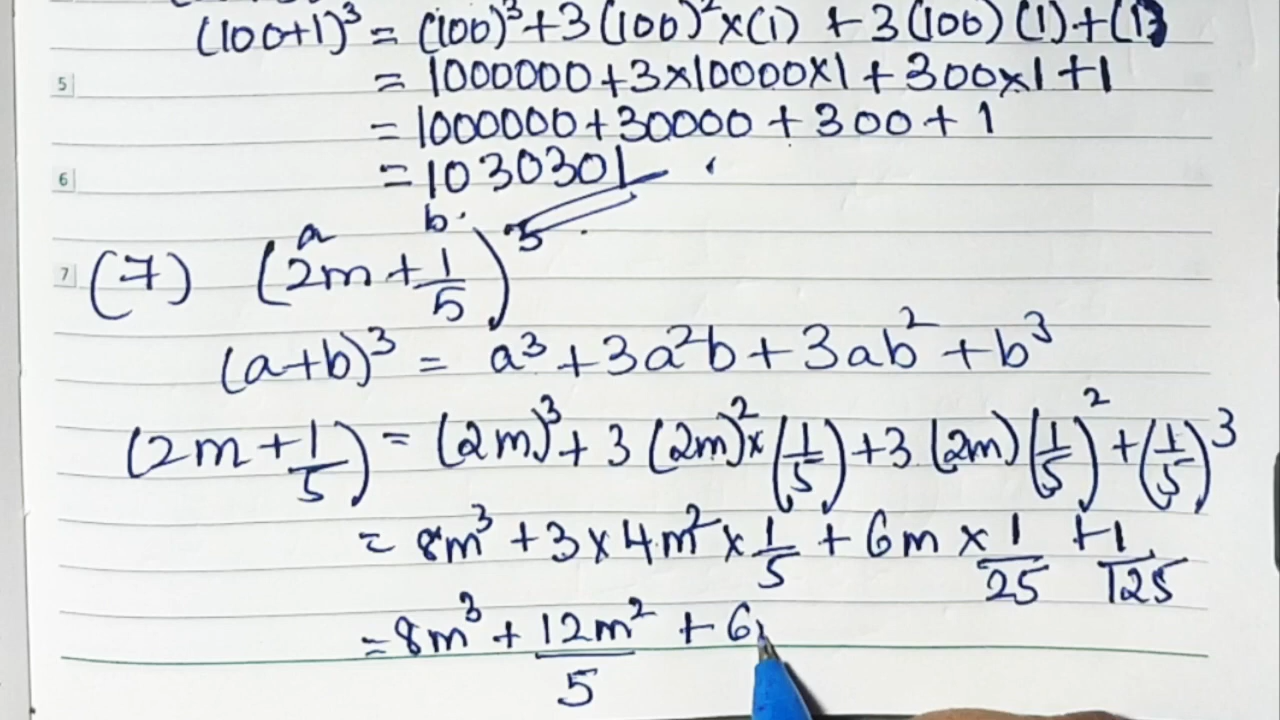 (100+1)³ = (100)³+3(100)²×(1) + 3(100)(1)+(1)3
5 = 1000000+3×10000×1+300×1+1
= 1000000+30000+300+1
6 = 1030301
a b
7 (7) (2m+1/5)3
(a+b)³ = a³+3a²b+3ab²+b³
(2m+1/5) = (2m)³+3(2m)²×(1/5)+3(2m)(1/5)²+(1/5)³
= 8m³+3×4m²×1/5+6m×1/25+1/125
= 8m³+12m²/5+6